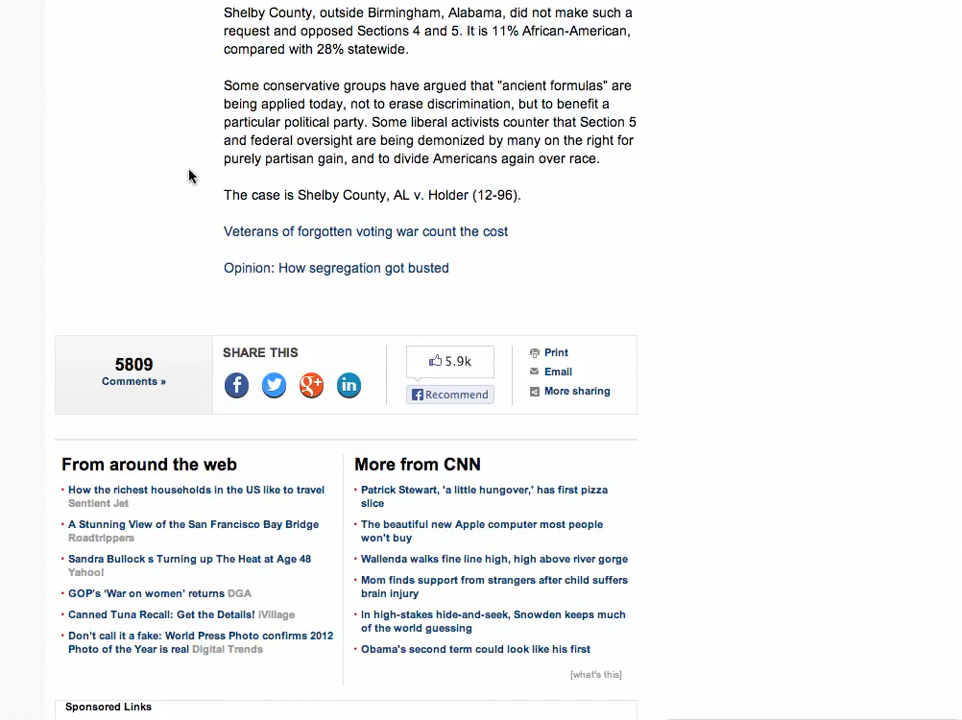 Shelby County, outside Birmingham, Alabama, did not make such a
request and opposed Sections 4 and 5. It is 11% African-American,
compared with 28% statewide.
Some conservative groups have argued that "ancient formulas" are
being applied today, not to erase discrimination, but to benefit a
particular political party. Some liberal activists counter that Section 5
and federal oversight are being demonized by many on the right for
purely partisan gain, and to divide Americans again over race.
The case is Shelby County, AL v. Holder (12-96).
Veterans of forgotten voting war count the cost
Opinion: How segregation got busted
5809
Comments »
SHARE THIS
5.9k
Recommend
Print
Email
More sharing
From around the web
How the richest households in the US like to travel
Sentient Jet
A Stunning View of the San Francisco Bay Bridge
Roadtrippers
Sandra Bullock s Turning up The Heat at Age 48
Yahoo!
GOP's 'War on women' returns DGA
Canned Tuna Recall: Get the Details! iVillage
Don't call it a fake: World Press Photo confirms 2012
Photo of the Year is real Digital Trends
More from CNN
Patrick Stewart, 'a little hungover,' has first pizza
slice
The beautiful new Apple computer most people
won't buy
Wallenda walks fine line high, high above river gorge
Mom finds support from strangers after child suffers
brain injury
In high-stakes hide-and-seek, Snowden keeps much
of the world guessing
Obama's second term could look like his first
[what's this]
Sponsored Links